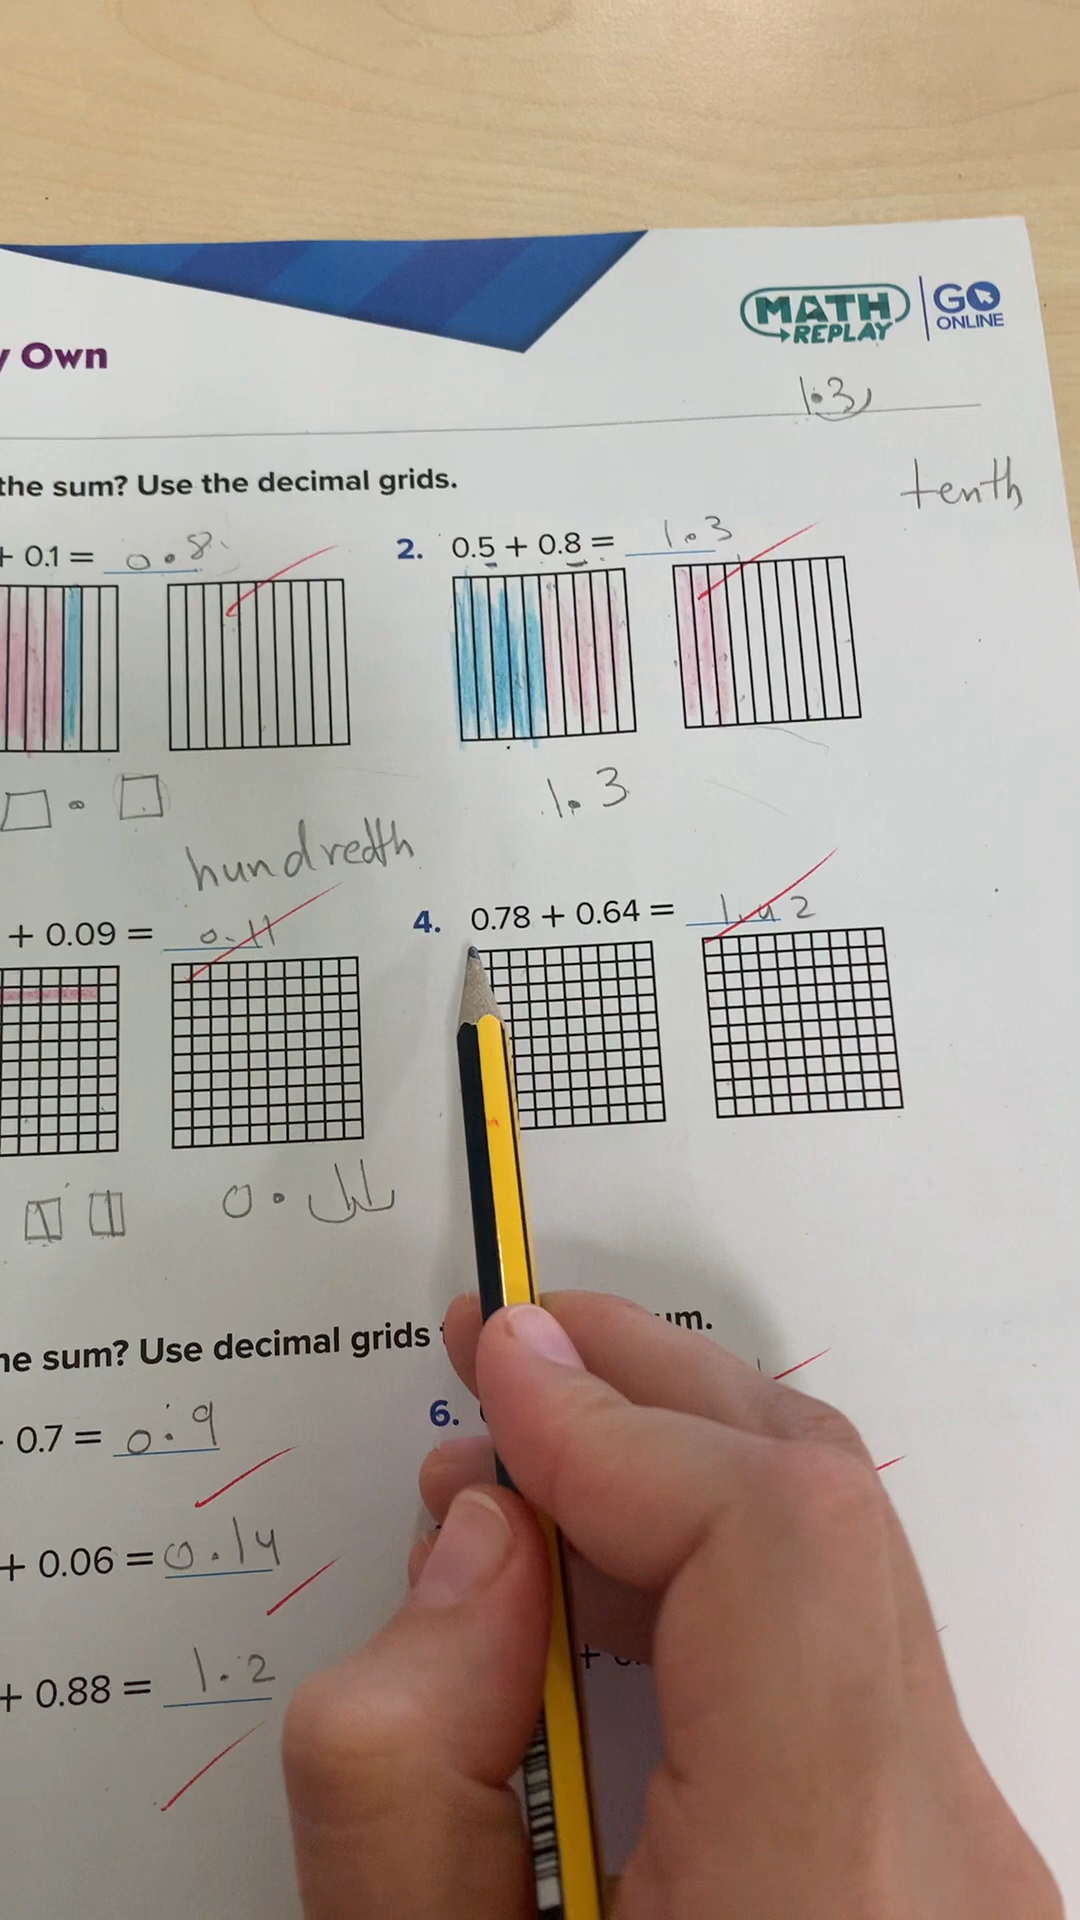 MATH GO
REPLAY ONLINE
Own
1.3
the sum? Use the decimal grids.
tenth
+ 0.1 = 0.8
2. 0.5 + 0.8 = 1.3
1.3
hundredth
+ 0.09 = 0.11
4. 0.78 + 0.64 = 1.42
0.11
sum? Use decimal grids
0.7 = 0.9
6.
+ 0.06 = 0.14
+ 0.88 = 1.2
+